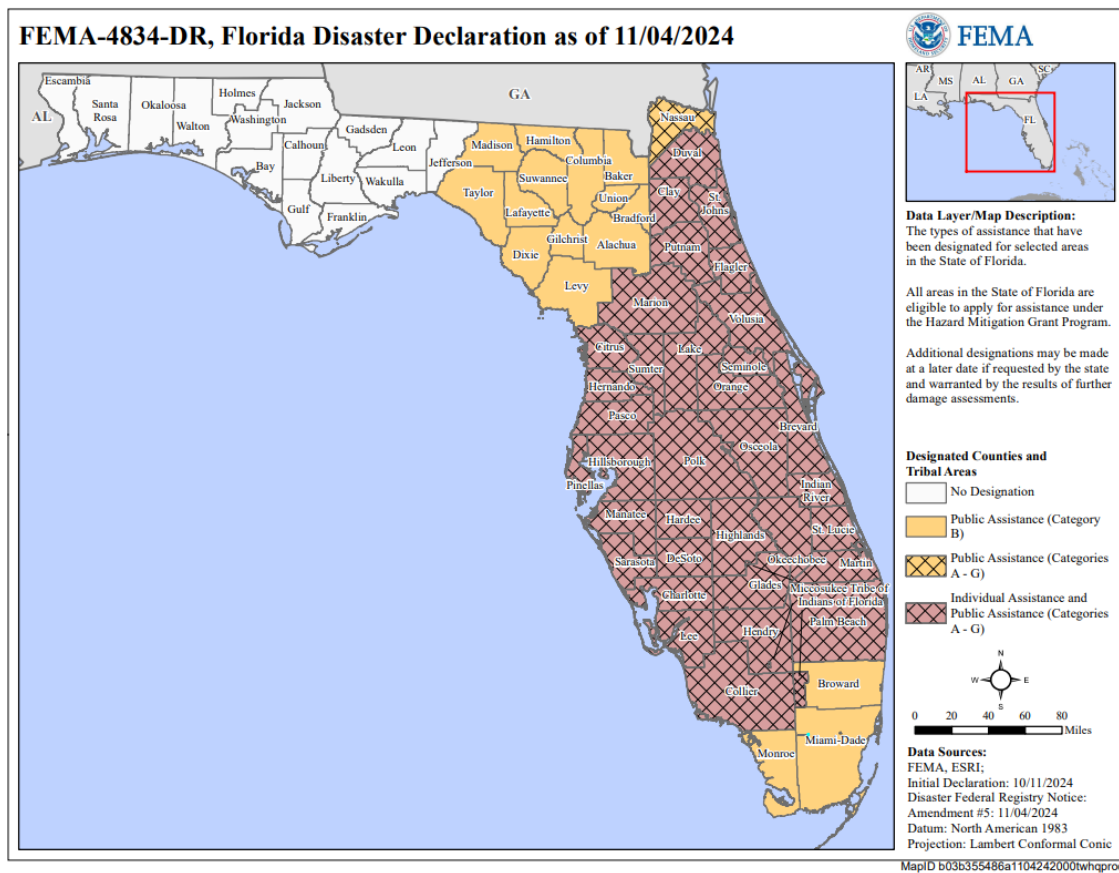 FEMA-4834-DR, Florida Disaster Declaration as of 11/04/2024
FEMA
Escambia
Santa
Rosa
Okaloosa
Walton
Holmes
Washington
Jackson
Bay
Calhoun
Gulf
Liberty
Franklin
Gadsden
Leon
Wakulla
Jefferson
AL
GA
Madison
Hamilton
Taylor
Suwannee
Columbia
Baker
Lafayette
Union
Bradford
Dixie
Gilchrist
Alachua
Levy
Nassau
Duval
Clay
St.
Johns
Putnam
Flagler
Marion
Volusia
Citrus
Lake
Sumter
Seminole
Hernando
Orange
Pasco
Brevard
Osceola
Hillsborough
Polk
Pinellas
Indian
River
Manatee
Hardee
Highlands
St. Lucie
Sarasota
DeSoto
Okeechobee
Martin
Charlotte
Glades
Miccosukee Tribe of
Indians of Florida
Lee
Hendry
Palm Beach
Collier
Broward
Monroe
Miami-Dade
AR
MS
AL
GA
SC
LA
FL
Data Layer/Map Description:
The types of assistance that have
been designated for selected areas
in the State of Florida.
All areas in the State of Florida are
eligible to apply for assistance under
the Hazard Mitigation Grant Program.
Additional designations may be made
at a later date if requested by the state
and warranted by the results of further
damage assessments.
Designated Counties and
Tribal Areas
No Designation
Public Assistance (Category
B)
Public Assistance (Categories
A - G)
Individual Assistance and
Public Assistance (Categories
A - G)
N
W
E
S
0 20 40 60 80
Miles
Data Sources:
FEMA, ESRI;
Initial Declaration: 10/11/2024
Disaster Federal Registry Notice:
Amendment #5: 11/04/2024
Datum: North American 1983
Projection: Lambert Conformal Conic
MapID b03b355486a1104242000twhqpro